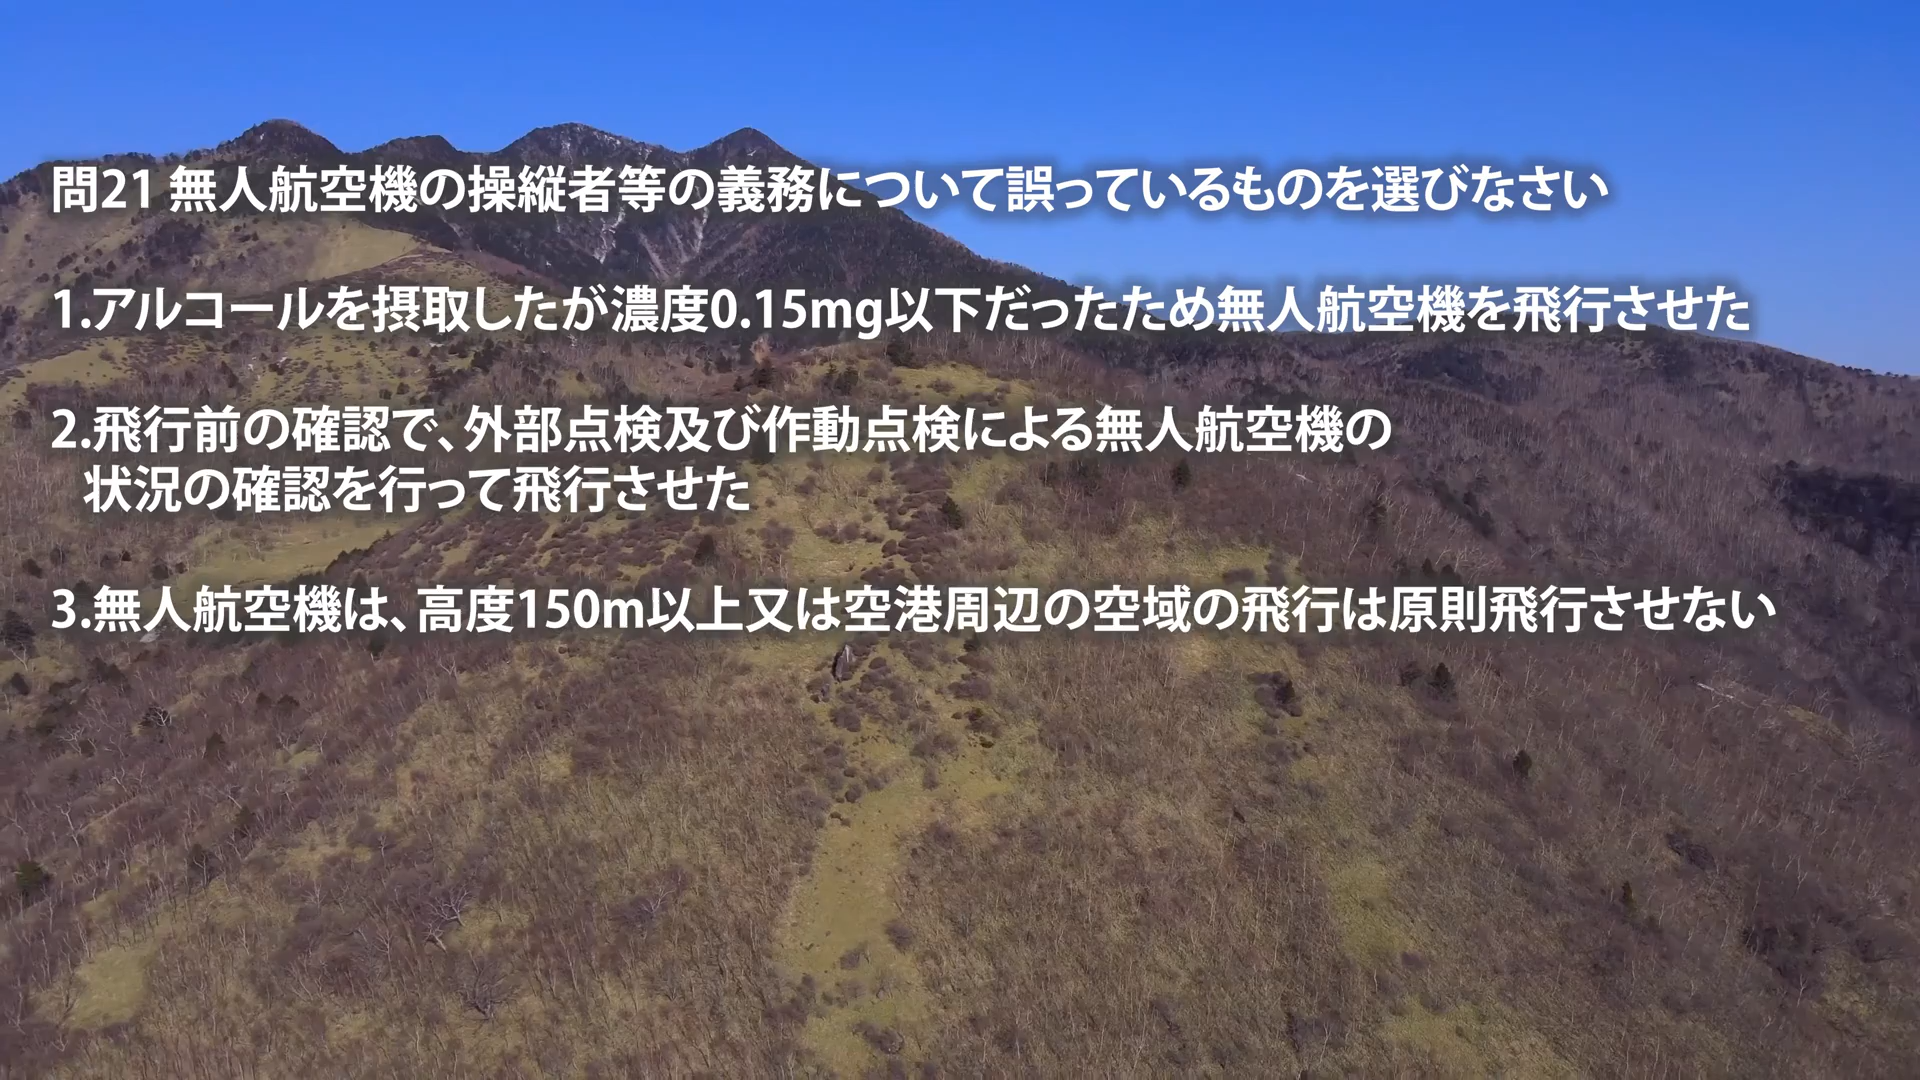 問21 無人航空機の操縦者等の義務について誤っているものを選びなさい
1.アルコールを摂取したが濃度0.15mg以下だったため無人航空機を飛行させた
2.飛行前の確認で、外部点検及び作動点検による無人航空機の
状況の確認を行って飛行させた
3.無人航空機は、高度150m以上又は空港周辺の空域の飛行は原則飛行させない